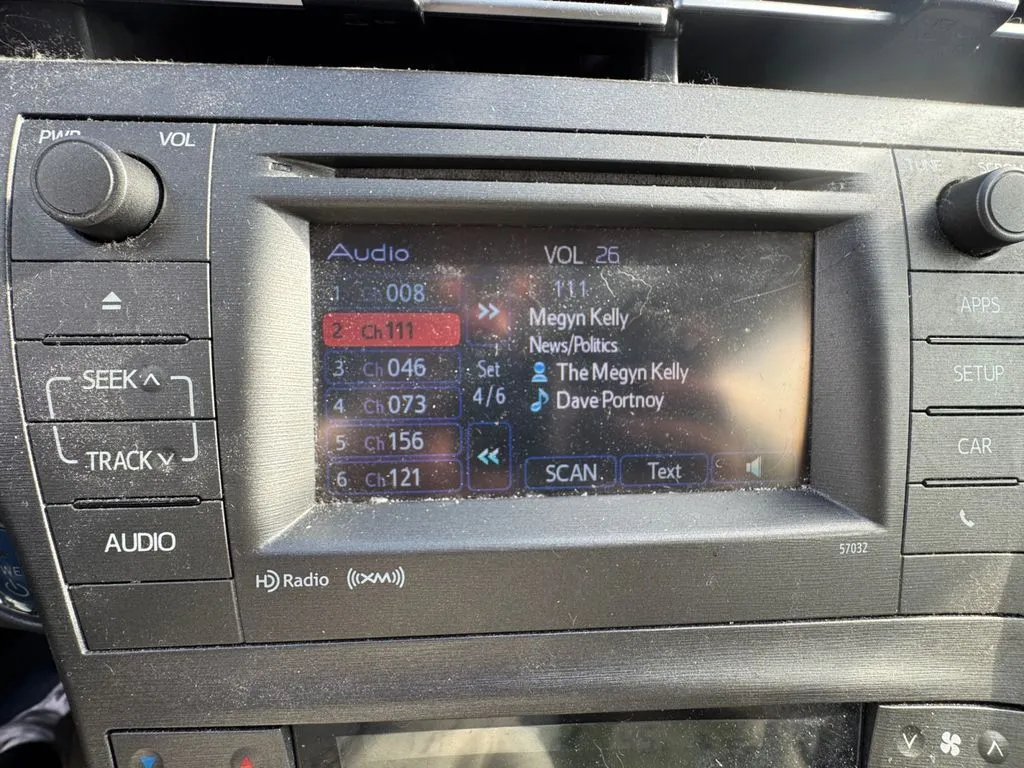 PWR VOL
TUNE
SEEK
TRACK
AUDIO
Audio VOL 26
1 008
2 Ch 111
3 Ch 046
4 Ch 073
5 Ch 156
6 Ch 121
Set
4/6
111
Megyn Kelly
News/Politics
The Megyn Kelly
Dave Portnoy
SCAN
Text
APPS
SETUP
CAR
HD Radio ((XM))
57032